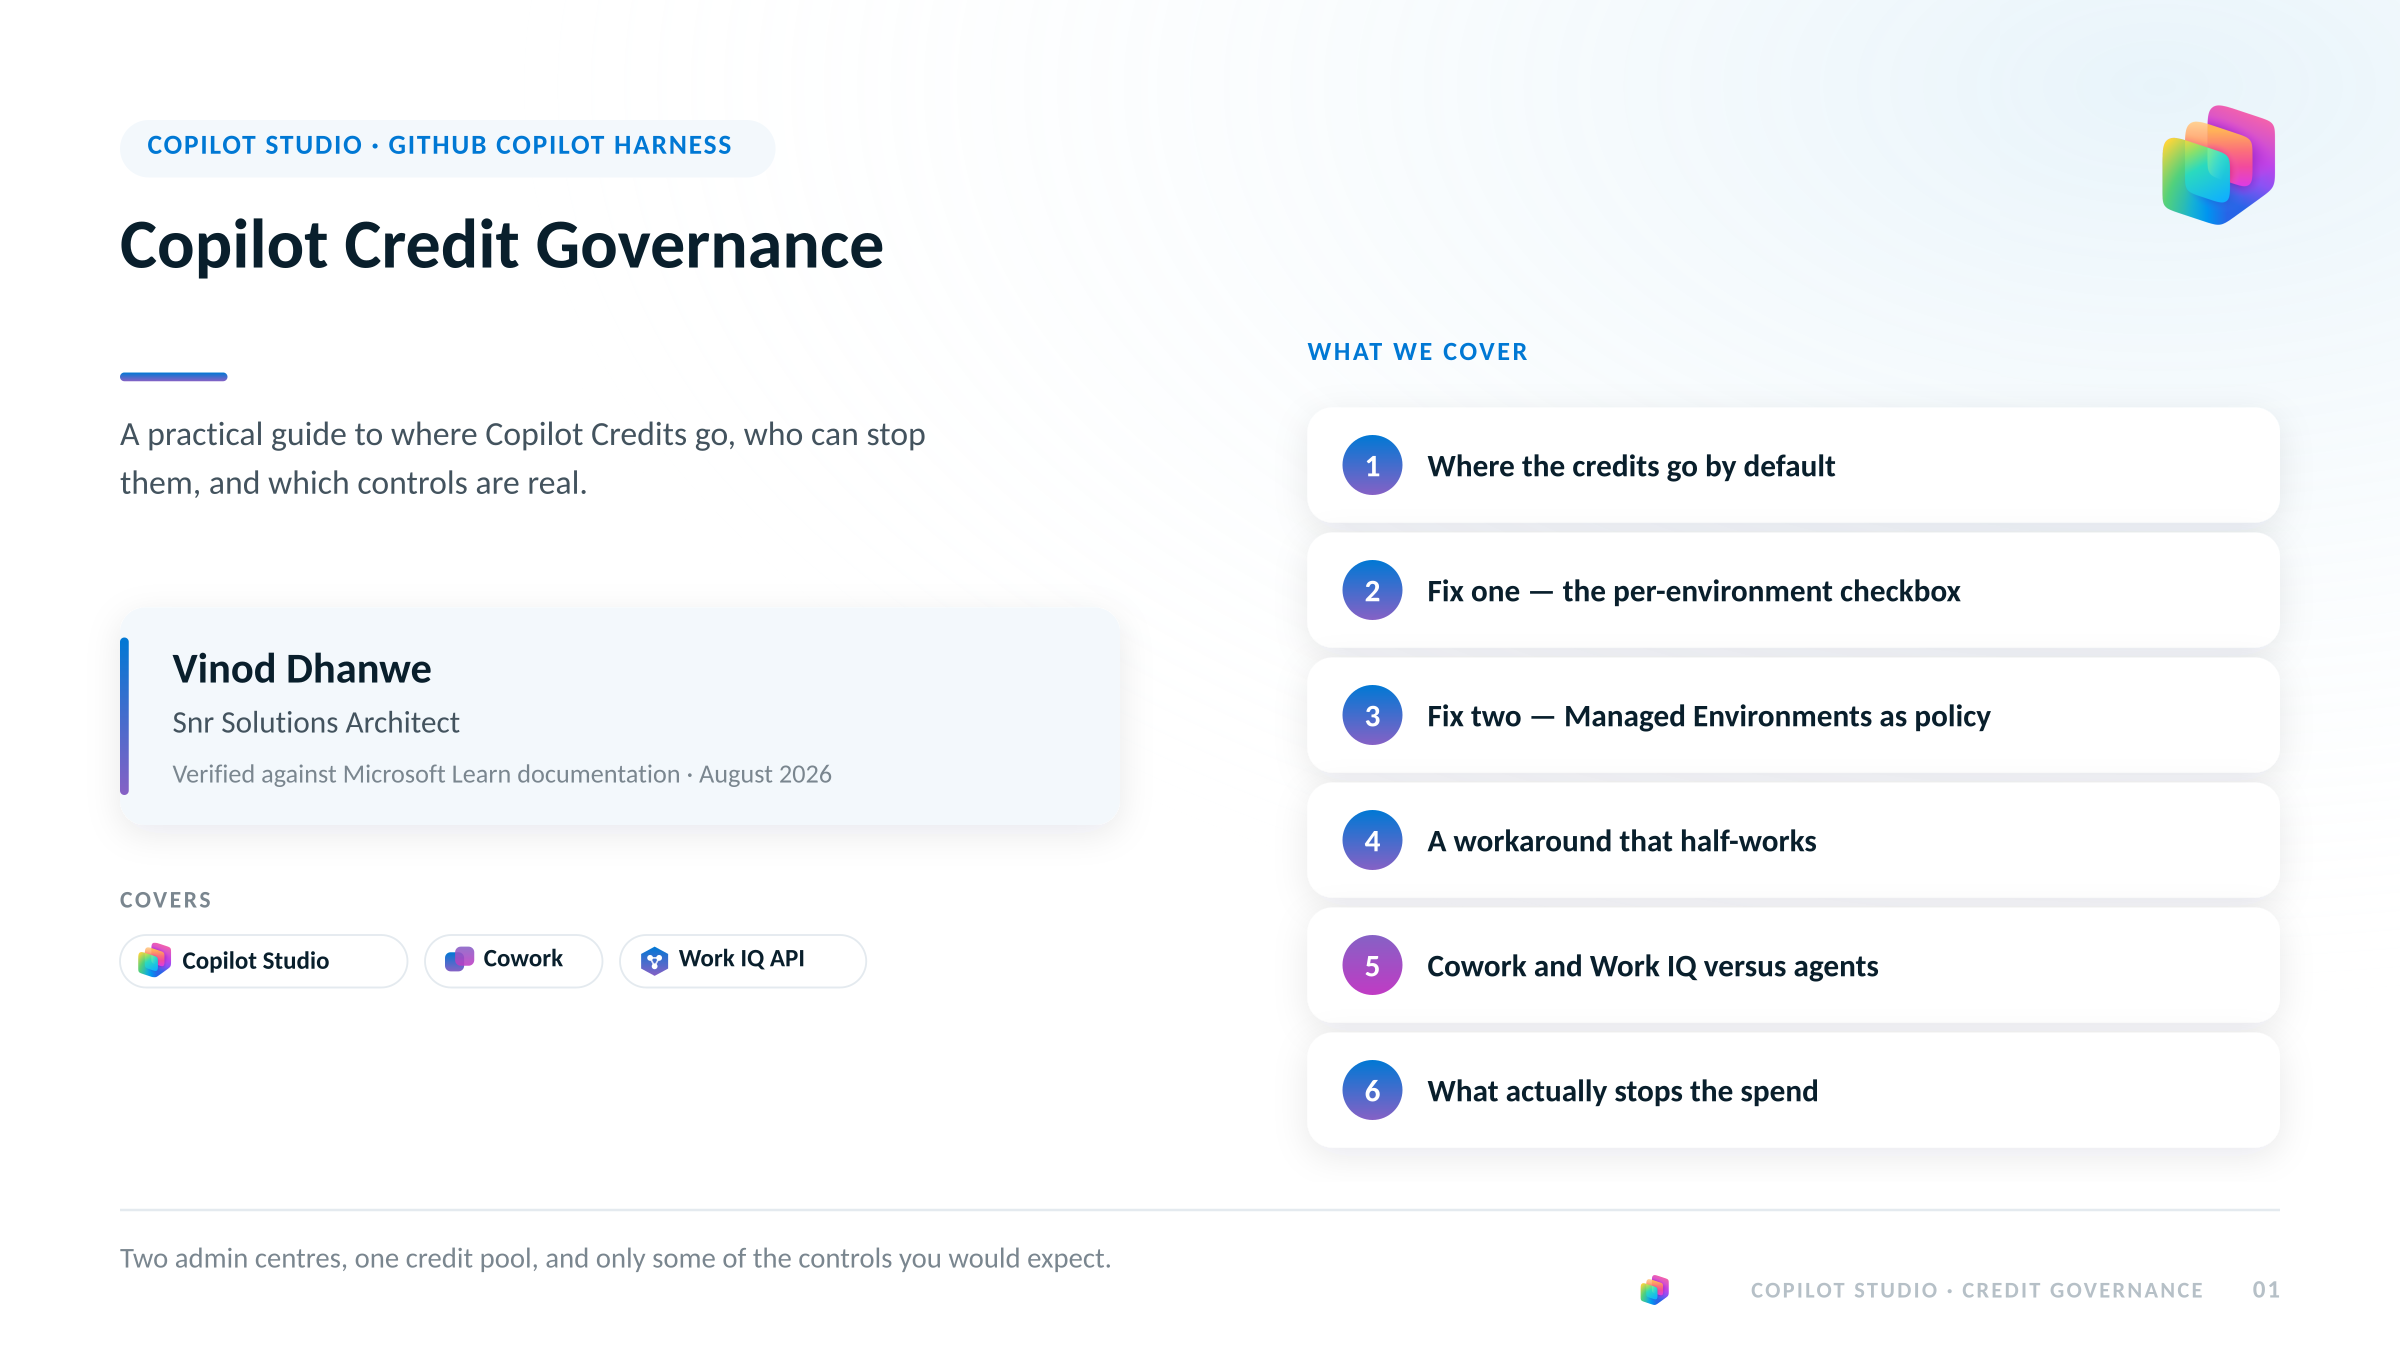 COPILOT STUDIO · GITHUB COPILOT HARNESS
Copilot Credit Governance
A practical guide to where Copilot Credits go, who can stop
them, and which controls are real.
Vinod Dhanwe
Snr Solutions Architect
Verified against Microsoft Learn documentation · August 2026
COVERS
Copilot Studio
Cowork
Work IQ API
WHAT WE COVER
1 Where the credits go by default
2 Fix one — the per-environment checkbox
3 Fix two — Managed Environments as policy
4 A workaround that half-works
5 Cowork and Work IQ versus agents
6 What actually stops the spend
Two admin centres, one credit pool, and only some of the controls you would expect.
COPILOT STUDIO · CREDIT GOVERNANCE 01